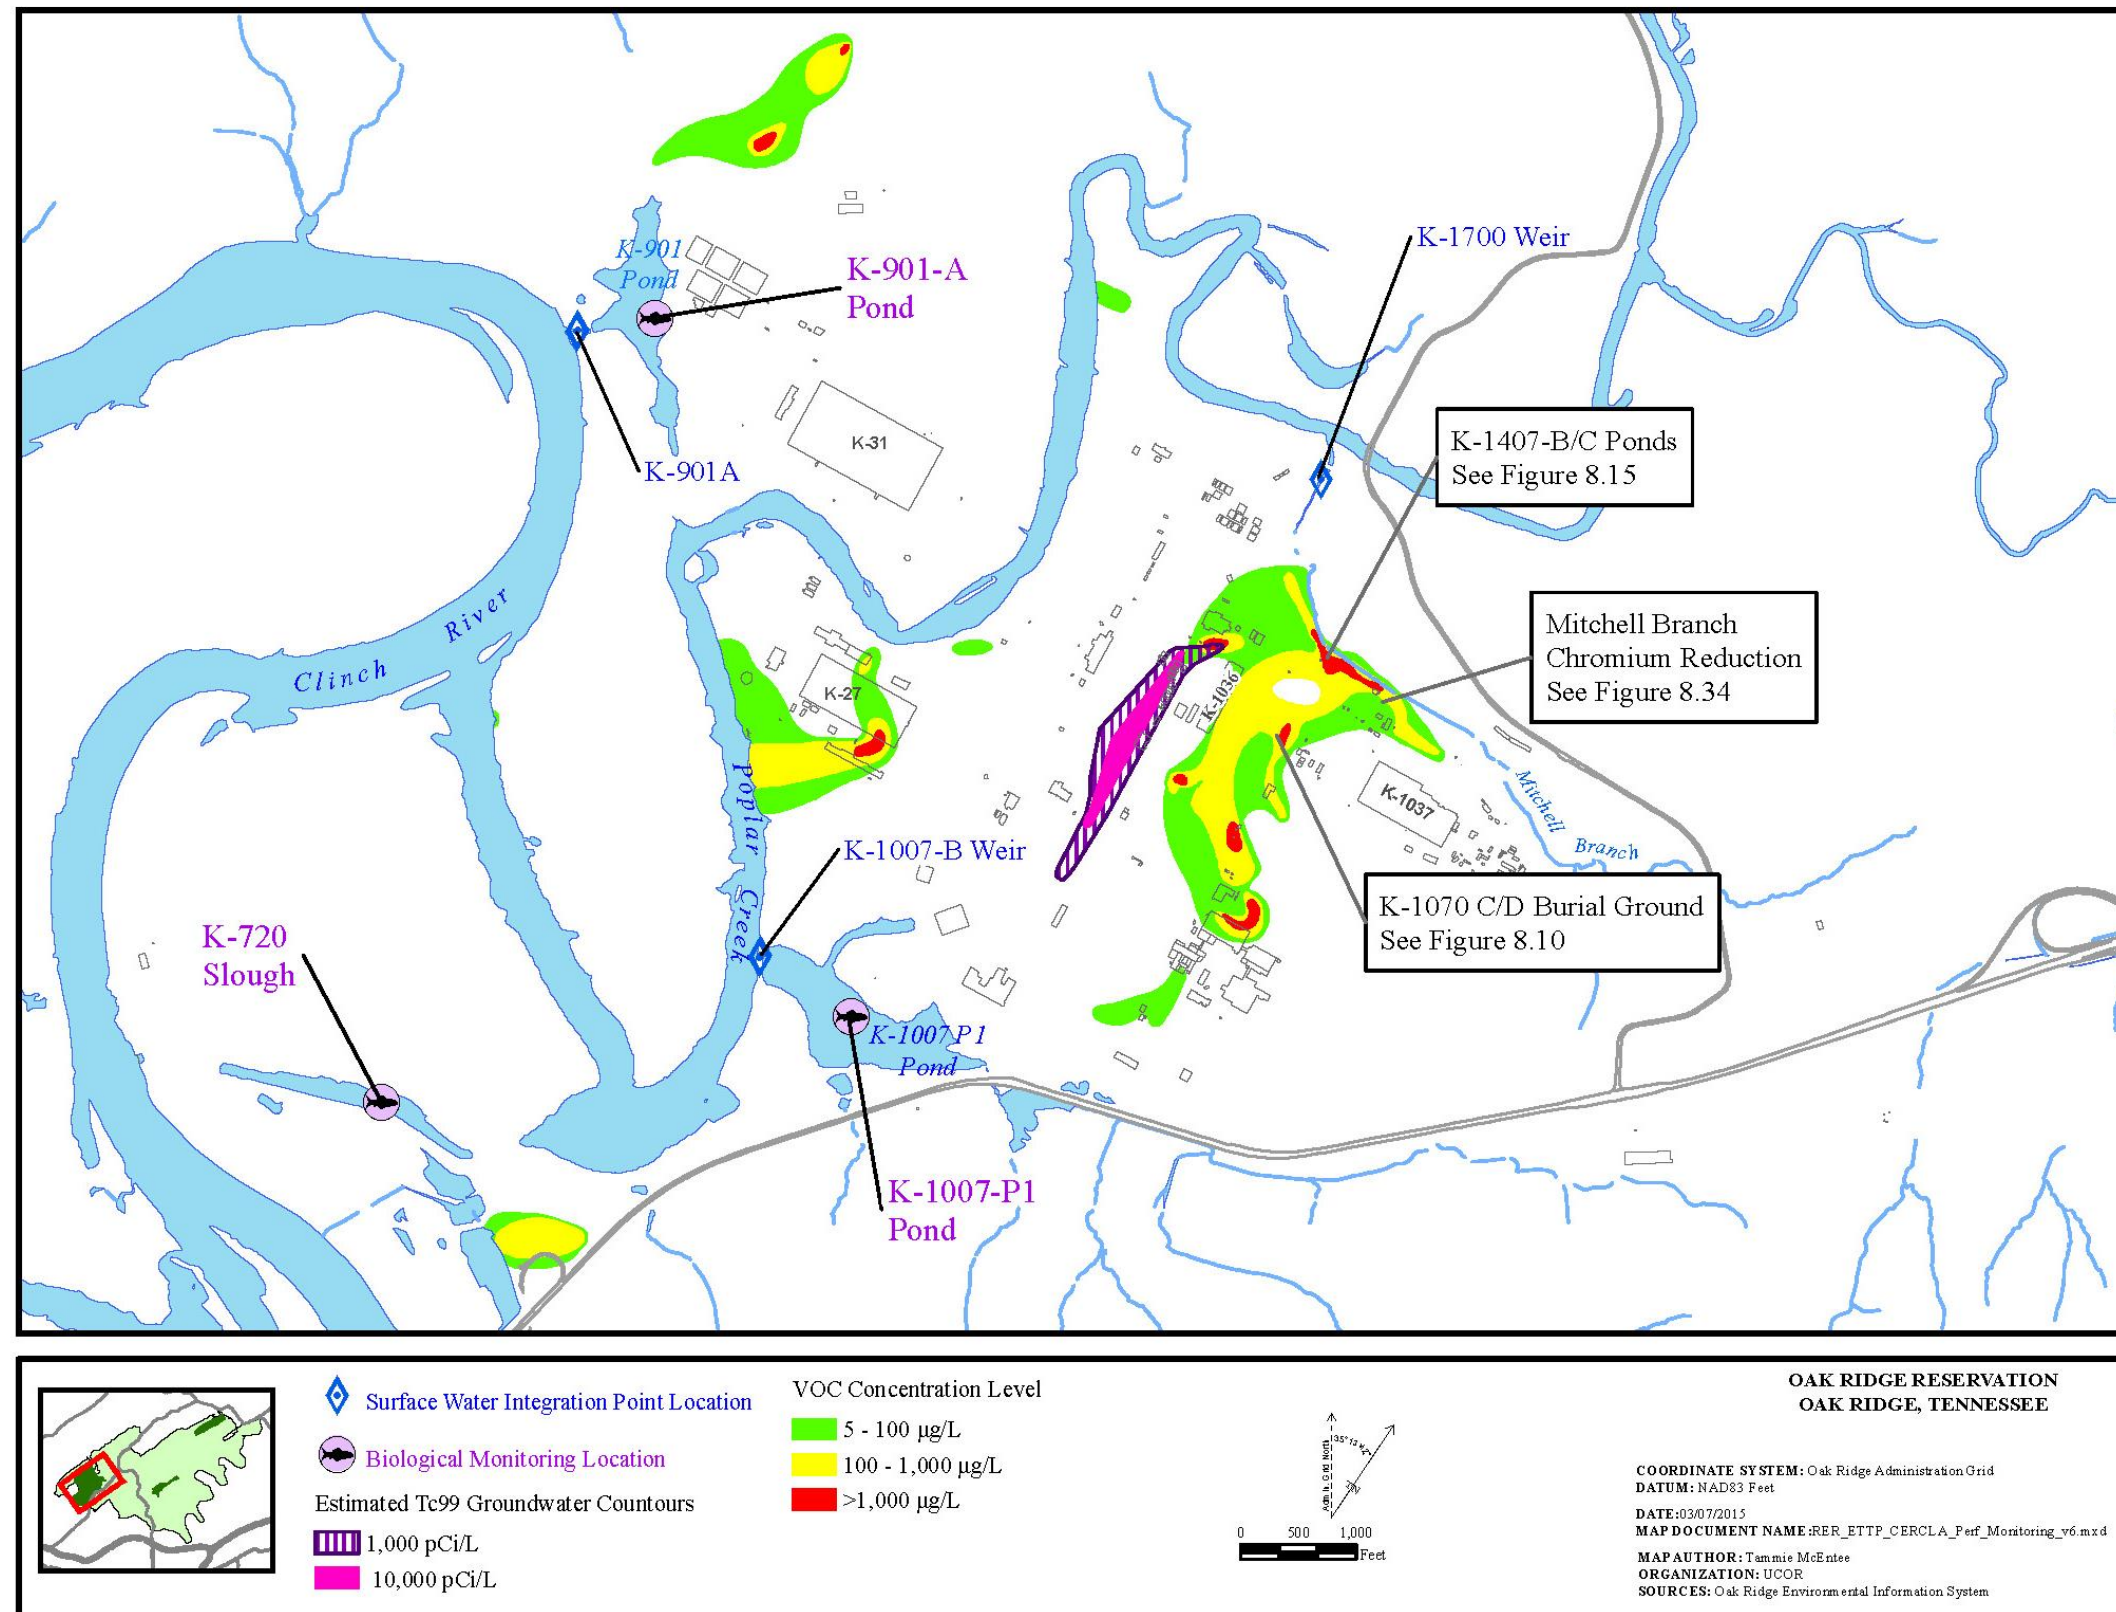 K-901
Pond
K-901-A
Pond
K-1700 Weir
K-31
K-901A
K-1407-B/C Ponds
See Figure 8.15
Clinch River
Mitchell Branch
Chromium Reduction
See Figure 8.34
K-27
K-1036
Poplar Creek
K-1037
Mitchell Branch
K-1007-B Weir
K-1070 C/D Burial Ground
See Figure 8.10
K-720
Slough
K-1007-P1
Pond
K-1007-P1
Pond
Surface Water Integration Point Location
Biological Monitoring Location
Estimated Tc99 Groundwater Countours
1,000 pCi/L
10,000 pCi/L
VOC Concentration Level
5 - 100 µg/L
100 - 1,000 µg/L
>1,000 µg/L
Admin. Grid North
0 500 1,000
Feet
OAK RIDGE RESERVATION
OAK RIDGE, TENNESSEE
COORDINATE SYSTEM: Oak Ridge Administration Grid
DATUM: NAD83 Feet
DATE:03/07/2015
MAP DOCUMENT NAME:RER_ETTP_CERCLA_Perf_Monitoring_v6.mxd
MAP AUTHOR: Tammie McEntee
ORGANIZATION: UCOR
SOURCES: Oak Ridge Environmental Information System